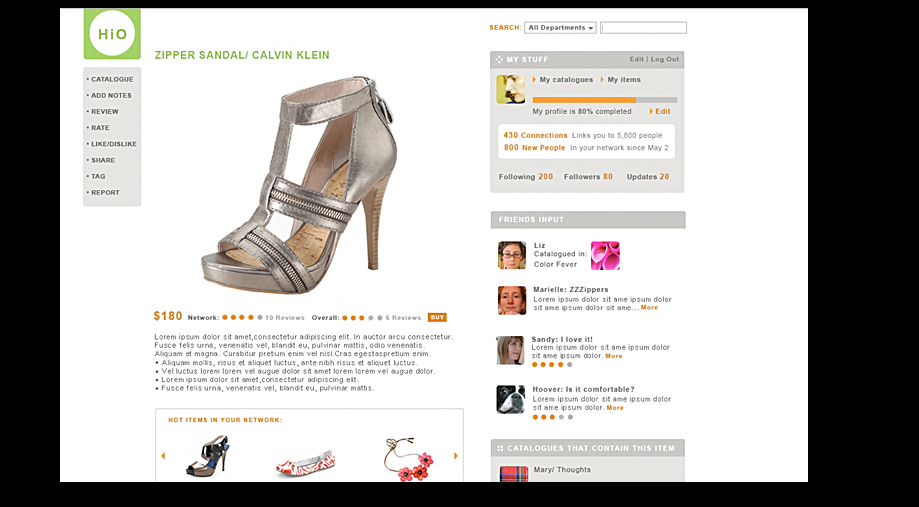 HiO
SEARCH: All Departments
ZIPPER SANDAL/ CALVIN KLEIN
• CATALOGUE
• ADD NOTES
• REVIEW
• RATE
• LIKE/DISLIKE
• SHARE
• TAG
• REPORT
$180 Network: 10 Reviews Overall: 6 Reviews BUY
Lorem ipsum dolor sit amet,consectetur adipiscing elit. In auctor arcu consectetur.
Fusce felis urna, venenatis vel, blandit eu, pulvinar mattis, odio venenatis.
Aliquam et magna. Curabitur pretium enim vel nisl.Cras egestaspretium enim.
• Aliquam mollis, risus et aliquet luctus, ante nibh risus et aliquet luctus.
• Vel luctus lorem lorem vel augue dolor sit amet lorem lorem vel augue dolor.
• Lorem ipsum dolor sit amet,consectetur adipiscing elit.
• Fusce felis urna, venenatis vel, blandit eu, pulvinar mattis.
HOT ITEMS IN YOUR NETWORK:
MY STUFF Edit | Log Out
My catalogues My items
My profile is 80% completed Edit
430 Connections Links you to 5,800 people
800 New People In your network since May 2
Following 200 Followers 80 Updates 20
FRIENDS INPUT
Liz
Catalogued in:
Color Fever
Marielle: ZZZippers
Lorem ipsum dolor sit ame ipsum dolor
sit ame ipsum dolor sit ame... More
Sandy: I love it!
Lorem ipsum dolor sit ame ipsum dolor
sit ame ipsum dolor. More
Hoover: Is it comfortable?
Lorem ipsum dolor sit ame ipsum dolor
sit ame ipsum dolor. More
CATALOGUES THAT CONTAIN THIS ITEM
Mary/ Thoughts